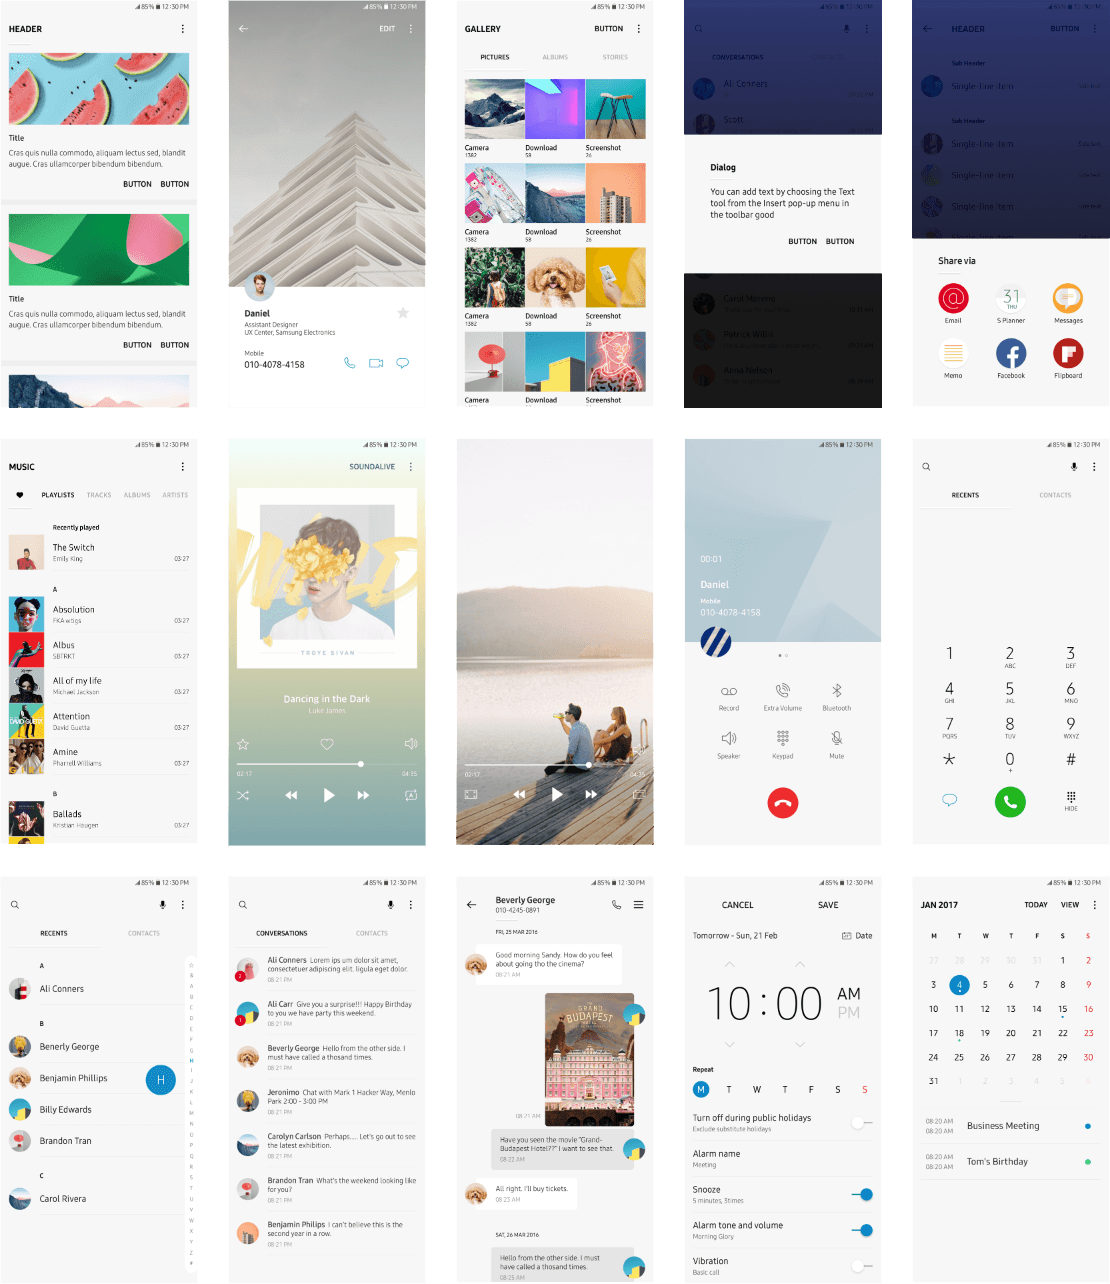 85% 12:30 PM
HEADER
Title
Cras quis nulla commodo, aliquam lectus sed, blandit
augue. Cras ullamcorper bibendum bibendum.
BUTTON BUTTON
Title
Cras quis nulla commodo, aliquam lectus sed, blandit
augue. Cras ullamcorper bibendum bibendum.
BUTTON BUTTON
85% 12:30 PM
EDIT
Daniel
Assistant Designer
UX Center, Samsung Electronics
Mobile
010-4078-4158
85% 12:30 PM
GALLERY BUTTON
PICTURES ALBUMS STORIES
Camera Download Screenshot
1382 58 26
Camera Download Screenshot
1382 58 26
Camera Download Screenshot
1382 58 26
Camera Download Screenshot
85% 12:30 PM
CONVERSATIONS
Ali Conners
Scott
Dialog
You can add text by choosing the Text
tool from the Insert pop-up menu in
the toolbar good
BUTTON BUTTON
Carol Morene
Patrick Willis
Anna Nelsen
85% 12:30 PM
HEADER BUTTON
Sub Header
Single-line item
Sub Header
Single-line item
Single-line item
Single-line item
Single-line item
Share via
@ 31
THU
Email S Planner Messages
Memo Facebook Flipboard
85% 12:30 PM
MUSIC
PLAYLISTS TRACKS ALBUMS ARTISTS
Recently played
The Switch
Emily King 03:27
A
Absolution
FKA wtigs 03:27
Albus
SBTRKT 03:27
All of my life
Michael Jackson 03:27
Attention
David Guetta 03:27
Amine
Pharrell Williams 03:27
B
Ballads
Kristian Haugen 03:27
85% 12:30 PM
SOUNDALIVE
TROYE SIVAN
Dancing in the Dark
Luke James
02:17 04:35
A
85% 12:30 PM
02:17 04:35
85% 12:30 PM
00:01
Daniel
Mobile
010-4078-4158
Record Extra Volume Bluetooth
Speaker Keypad Mute
85% 12:30 PM
RECENTS CONTACTS
1 2 3
ABC DEF
4 5 6
GHI JKL MNO
7 8 9
PQRS TUV WXYZ
* 0 #
+
HIDE
85% 12:30 PM
RECENTS CONTACTS
A
Ali Conners
B
Benerly George
Benjamin Phillips
H
Billy Edwards
Brandon Tran
C
Carol Rivera
&
A
B
C
D
E
F
G
H
I
J
K
L
M
N
O
P
Q
R
S
T
U
V
W
X
Y
Z
#
85% 12:30 PM
CONVERSATIONS CONTACTS
Ali Conners Lorem ips um dolor sit amet,
consectetuer adipiscing elit, ligula eget dolor.
2
08:21 PM
Ali Carr Give you a surprise!!! Happy Birthday
to you we have party this weekend.
1
08:21 PM
Beverly George Hello from the other side. I
must have called a thousand times.
08:21 PM
Jeronimo Chat with Mark 1 Hacker Way, Menlo
Park 2:00 - 3:00 PM
08:21 PM
Carolyn Carlson Perhaps.... Let's go out to see
the latest exhibition.
08:21 PM
Brandon Tran What's the weekend looking like
for you?
08:21 PM
Benjamin Philips I can't believe this is the
second year in a row.
08:21 PM
85% 12:30 PM
Beverly George
010-4245-0891
FRI, 25 MAR 2016
Good morning Sandy. How do you feel
about going tho the cinema?
08:21 AM
THE
GRAND
BUDAPEST
HOTEL
08:21 AM
Have you seen the movie "Grand-
Budapest Hotel??" I want to see that.
08:22 AM
All right. I'll buy tickets.
08:23 AM
SAT, 26 MAR 2016
Hello from the other side. I must
have called a thosand times.
08:25 AM
85% 12:30 PM
CANCEL SAVE
Tomorrow - Sun, 21 Feb Date
10 : 00 AM
PM
Repeat
M T W T F S S
Turn off during public holidays
Exclude substitute holidays
Alarm name
Meeting
Snooze
5 minutes, 3times
Alarm tone and volume
Morning Glory
Vibration
Basic call
85% 12:30 PM
JAN 2017 TODAY VIEW
M T W T F S S
27 28 29 30 31 1 2
3 4 5 6 7 8 9
10 11 12 13 14 15 16
17 18 19 20 21 22 23
24 25 26 27 28 29 30
31 1 2 3 4 5 6
08:20 AM
08:20 AM
Business Meeting
08:20 AM
08:20 AM
Tom's Birthday